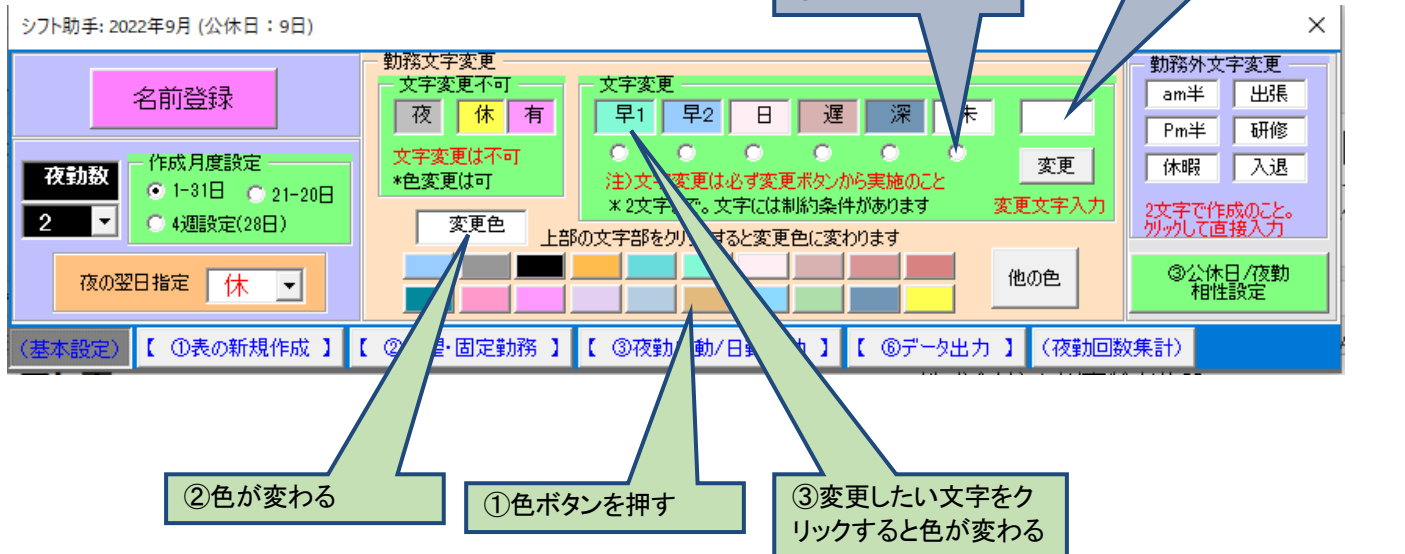 シフト助手: 2022年9月 (公休日：9日)
名前登録
夜勤数
2
作成月度設定
1-31日
21-20日
4週設定(28日)
夜の翌日指定
休
勤務文字変更
文字変更不可
夜
休
有
文字変更は不可
*色変更は可
文字変更
早1
早2
日
遅
深
変更
注)文字変更は必ず変更ボタンから実施のこと
＊2文字まで。文字には制約条件があります
変更文字入力
変更色
上部の文字部をクリックすると変更色に変わります
他の色
勤務外文字変更
am半
出張
Pm半
研修
休暇
入退
2文字で作成のこと。
クリックして直接入力
③公休日/夜勤
相性設定
(基本設定)
【 ①表の新規作成 】
・固定勤務 】
【 ③夜勤
【 ⑥データ出力 】
(夜勤回数集計)
②色が変わる
①色ボタンを押す
③変更したい文字をク
リックすると色が変わる